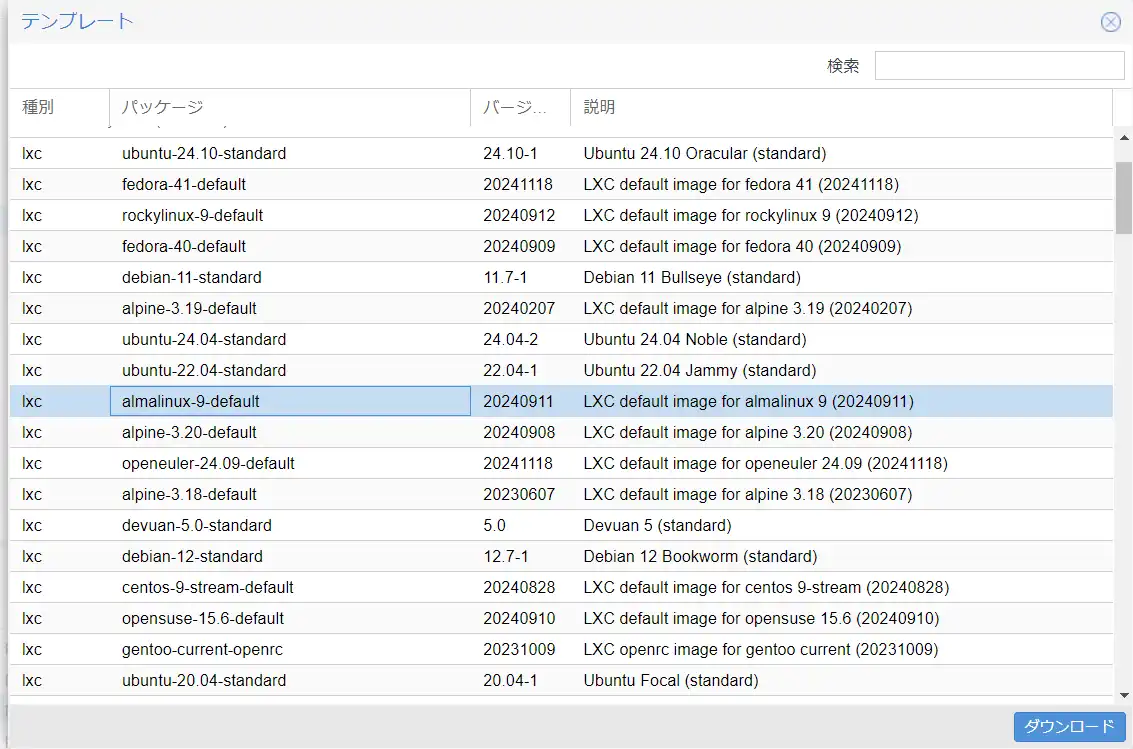 テンプレート
検索
種別 パッケージ バージ... 説明
lxc ubuntu-24.10-standard 24.10-1 Ubuntu 24.10 Oracular (standard)
lxc fedora-41-default 20241118 LXC default image for fedora 41 (20241118)
lxc rockylinux-9-default 20240912 LXC default image for rockylinux 9 (20240912)
lxc fedora-40-default 20240909 LXC default image for fedora 40 (20240909)
lxc debian-11-standard 11.7-1 Debian 11 Bullseye (standard)
lxc alpine-3.19-default 20240207 LXC default image for alpine 3.19 (20240207)
lxc ubuntu-24.04-standard 24.04-2 Ubuntu 24.04 Noble (standard)
lxc ubuntu-22.04-standard 22.04-1 Ubuntu 22.04 Jammy (standard)
lxc almalinux-9-default 20240911 LXC default image for almalinux 9 (20240911)
lxc alpine-3.20-default 20240908 LXC default image for alpine 3.20 (20240908)
lxc openeuler-24.09-default 20241118 LXC default image for openeuler 24.09 (20241118)
lxc alpine-3.18-default 20230607 LXC default image for alpine 3.18 (20230607)
lxc devuan-5.0-standard 5.0 Devuan 5 (standard)
lxc debian-12-standard 12.7-1 Debian 12 Bookworm (standard)
lxc centos-9-stream-default 20240828 LXC default image for centos 9-stream (20240828)
lxc opensuse-15.6-default 20240910 LXC default image for opensuse 15.6 (20240910)
lxc gentoo-current-openrc 20231009 LXC openrc image for gentoo current (20231009)
lxc ubuntu-20.04-standard 20.04-1 Ubuntu Focal (standard)
ダウンロード